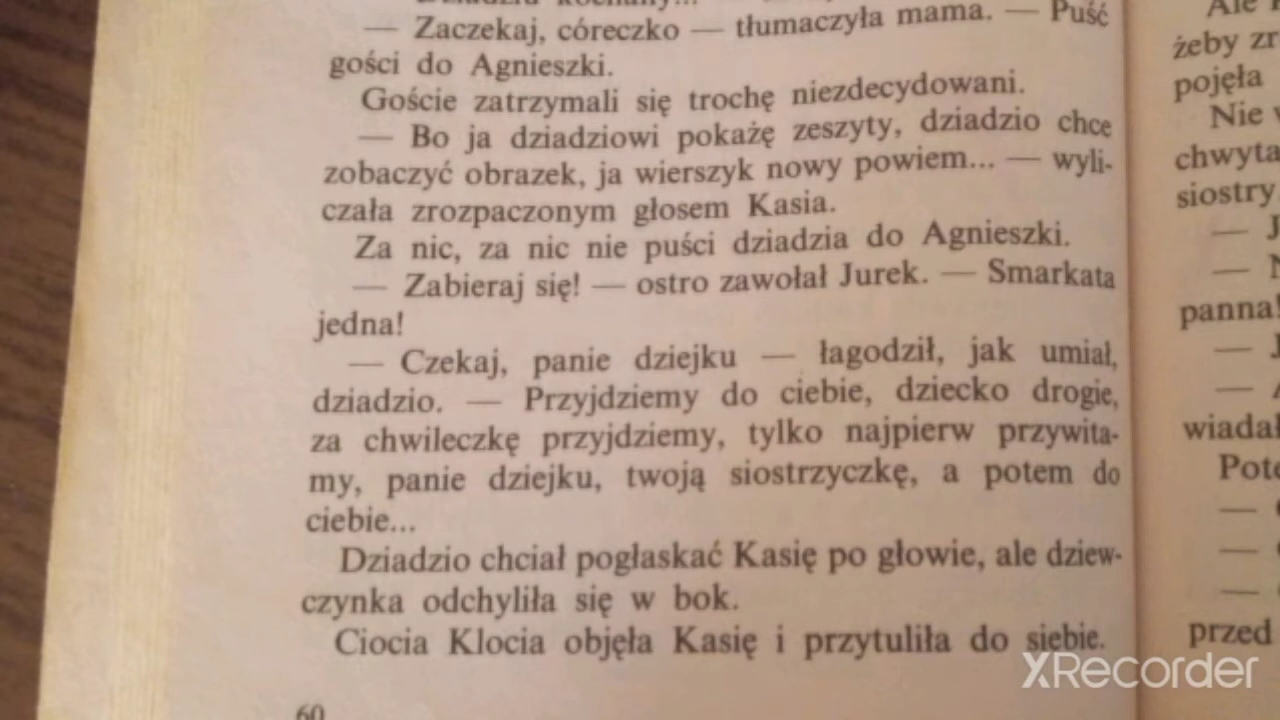 — Zaczekaj, córeczko — tłumaczyła mama. — Puść
gości do Agnieszki.
Goście zatrzymali się trochę niezdecydowani.
— Bo ja dziadziowi pokażę zeszyty, dziadzio chce
zobaczyć obrazek, ja wierszyk nowy powiem... — wyli-
czała zrozpaczonym głosem Kasia.
Za nic, za nic nie puści dziadzia do Agnieszki.
— Zabieraj się! — ostro zawołał Jurek. — Smarkata
jedna!
— Czekaj, panie dziejku — łagodził, jak umiał,
dziadzio. — Przyjdziemy do ciebie, dziecko drogie,
za chwileczkę przyjdziemy, tylko najpierw przywita-
my, panie dziejku, twoją siostrzyczkę, a potem do
ciebie...
Dziadzio chciał pogłaskać Kasię po głowie, ale dziew-
czynka odchyliła się w bok.
Ciocia Klocia objęła Kasię i przytuliła do siebie.
60
Ale
żeby
pojęła
Nie
siostry
—
—
panna!
—
—
—
—
—
przed
XRecorder